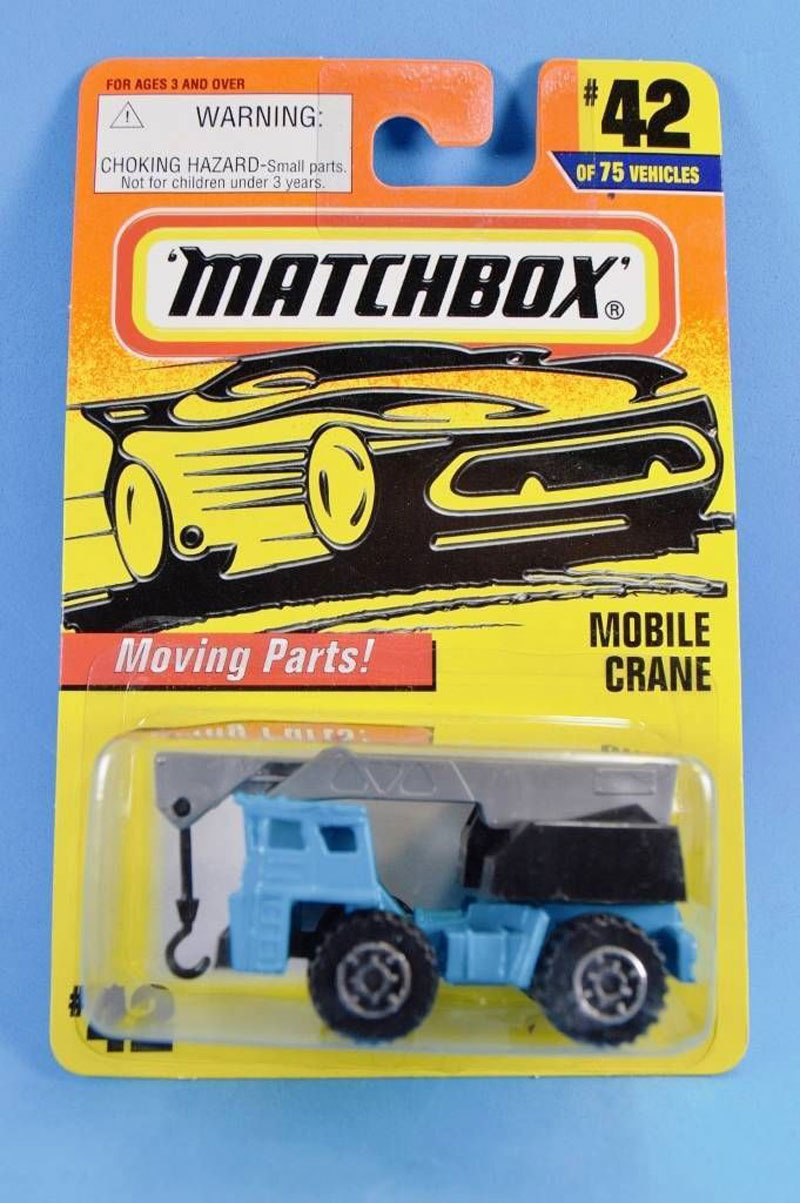 FOR AGES 3 AND OVER
WARNING:
CHOKING HAZARD-Small parts.
Not for children under 3 years.
#42
OF 75 VEHICLES
'MATCHBOX'®
MOBILE
CRANE
Moving Parts!
#42